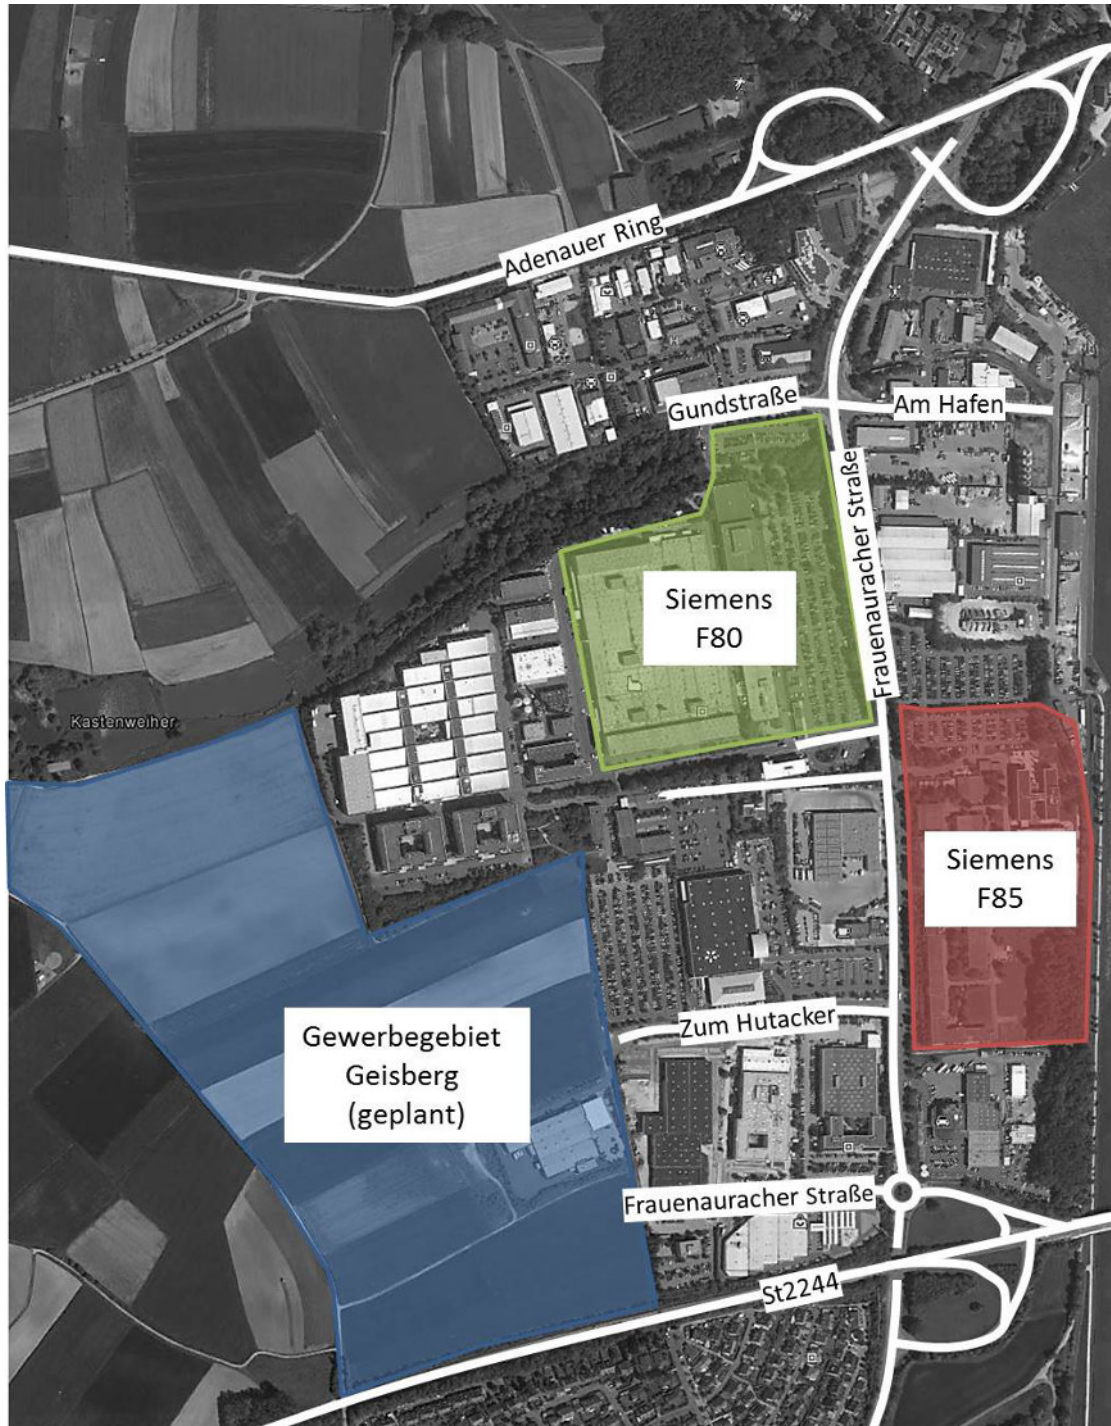 Adenauer Ring
Gundstraße
Am Hafen
Frauenauracher Straße
Siemens
F80
Kastenweiher
Siemens
F85
Zum Hutacker
Gewerbegebiet
Geisberg
(geplant)
Frauenauracher Straße
St2244